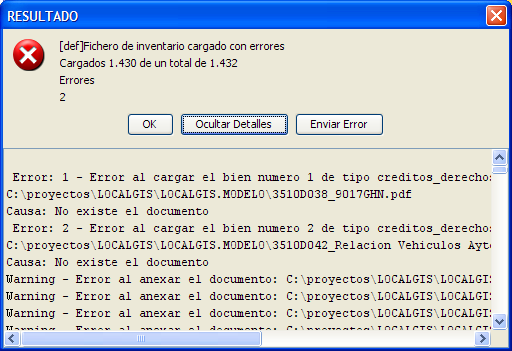 RESULTADO
[def]Fichero de inventario cargado con errores
Cargados 1.430 de un total de 1.432
Errores
2
OK
Ocultar Detalles
Enviar Error
Error: 1 - Error al cargar el bien numero 1 de tipo creditos_derechos
C:\proyectos\LOCALGIS\LOCALGIS.MODEL0\3510D038_9017GHN.pdf
Causa: No existe el documento
Error: 2 - Error al cargar el bien numero 2 de tipo creditos_derechos
C:\proyectos\LOCALGIS\LOCALGIS.MODEL0\3510D042_Relacion Vehiculos Ayt
Causa: No existe el documento
Warning - Error al anexar el documento: C:\proyectos\LOCALGIS\LOCALGIS
Warning - Error al anexar el documento: C:\proyectos\LOCALGIS\LOCALGIS
Warning - Error al anexar el documento: C:\proyectos\LOCALGIS\LOCALGIS
Warning - Error al anexar el documento: C:\proyectos\LOCALGIS\LOCALGIS